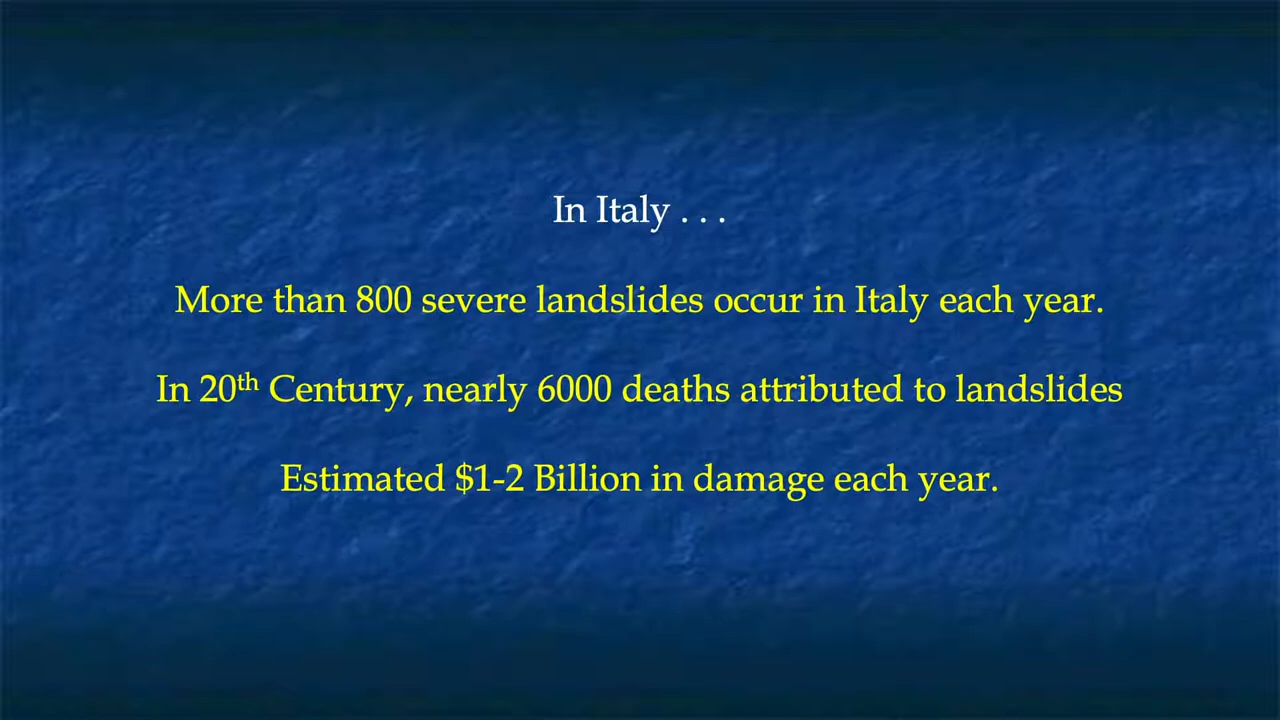 In Italy . . .
More than 800 severe landslides occur in Italy each year.
In 20th Century, nearly 6000 deaths attributed to landslides
Estimated $1-2 Billion in damage each year.